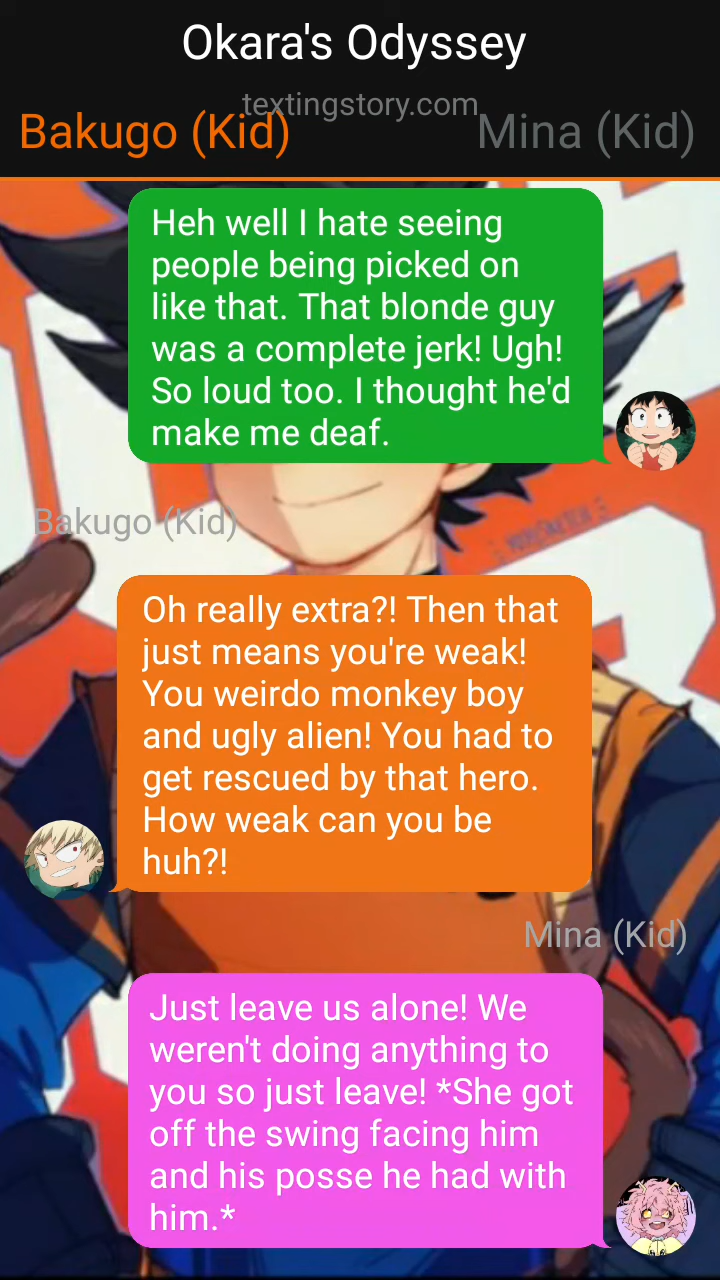 Okara's Odyssey
textingstory.com
Bakugo (Kid)
Mina (Kid)
Heh well I hate seeing
people being picked on
like that. That blonde guy
was a complete jerk! Ugh!
So loud too. I thought he'd
make me deaf.
Bakugo (Kid)
Oh really extra?! Then that
just means you're weak!
You weirdo monkey boy
and ugly alien! You had to
get rescued by that hero.
How weak can you be
huh?!
Mina (Kid)
Just leave us alone! We
weren't doing anything to
you so just leave! *She got
off the swing facing him
and his posse he had with
him.*